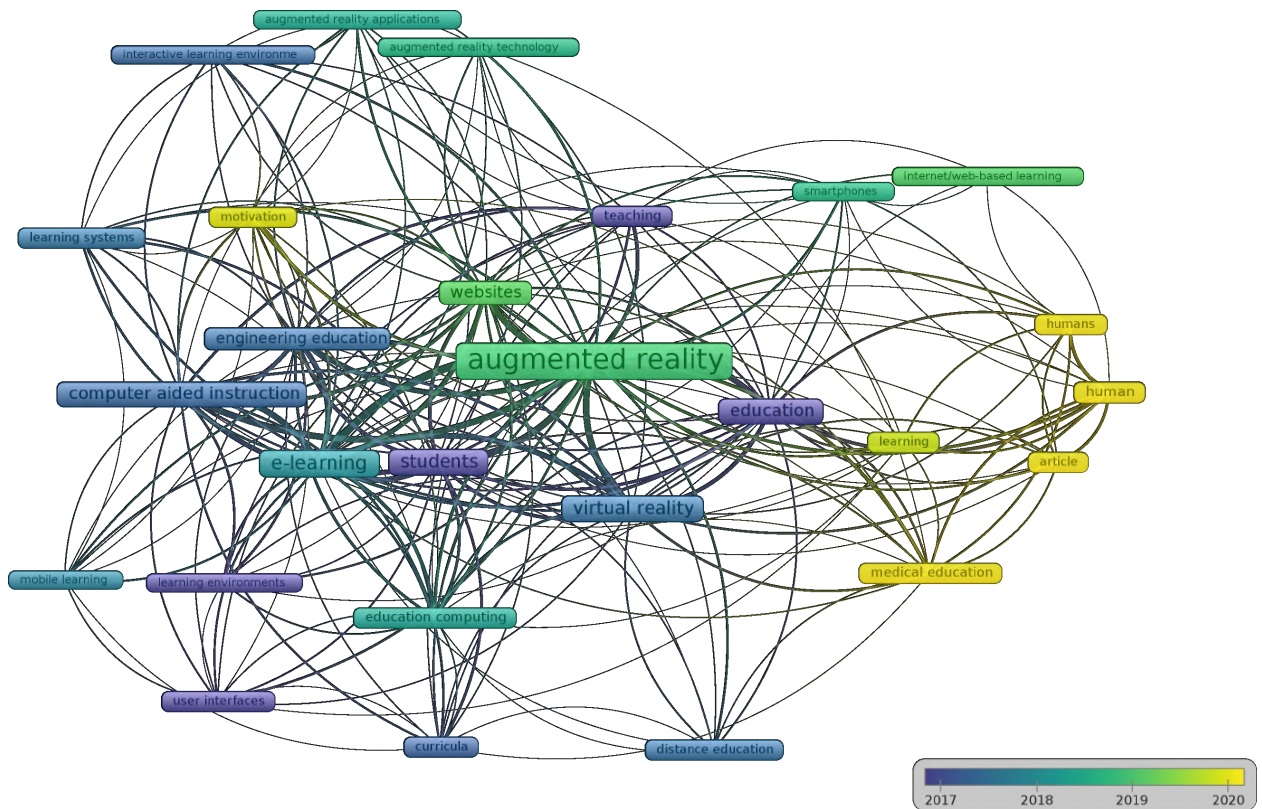 augmented reality applications
augmented reality technology
interactive learning environme
internet/web-based learning
smartphones
motivation
teaching
learning systems
websites
humans
engineering education
augmented reality
computer aided instruction
human
education
learning
e-learning
students
article
virtual reality
medical education
mobile learning
learning environments
education computing
user interfaces
curricula
distance education
2017 2018 2019 2020